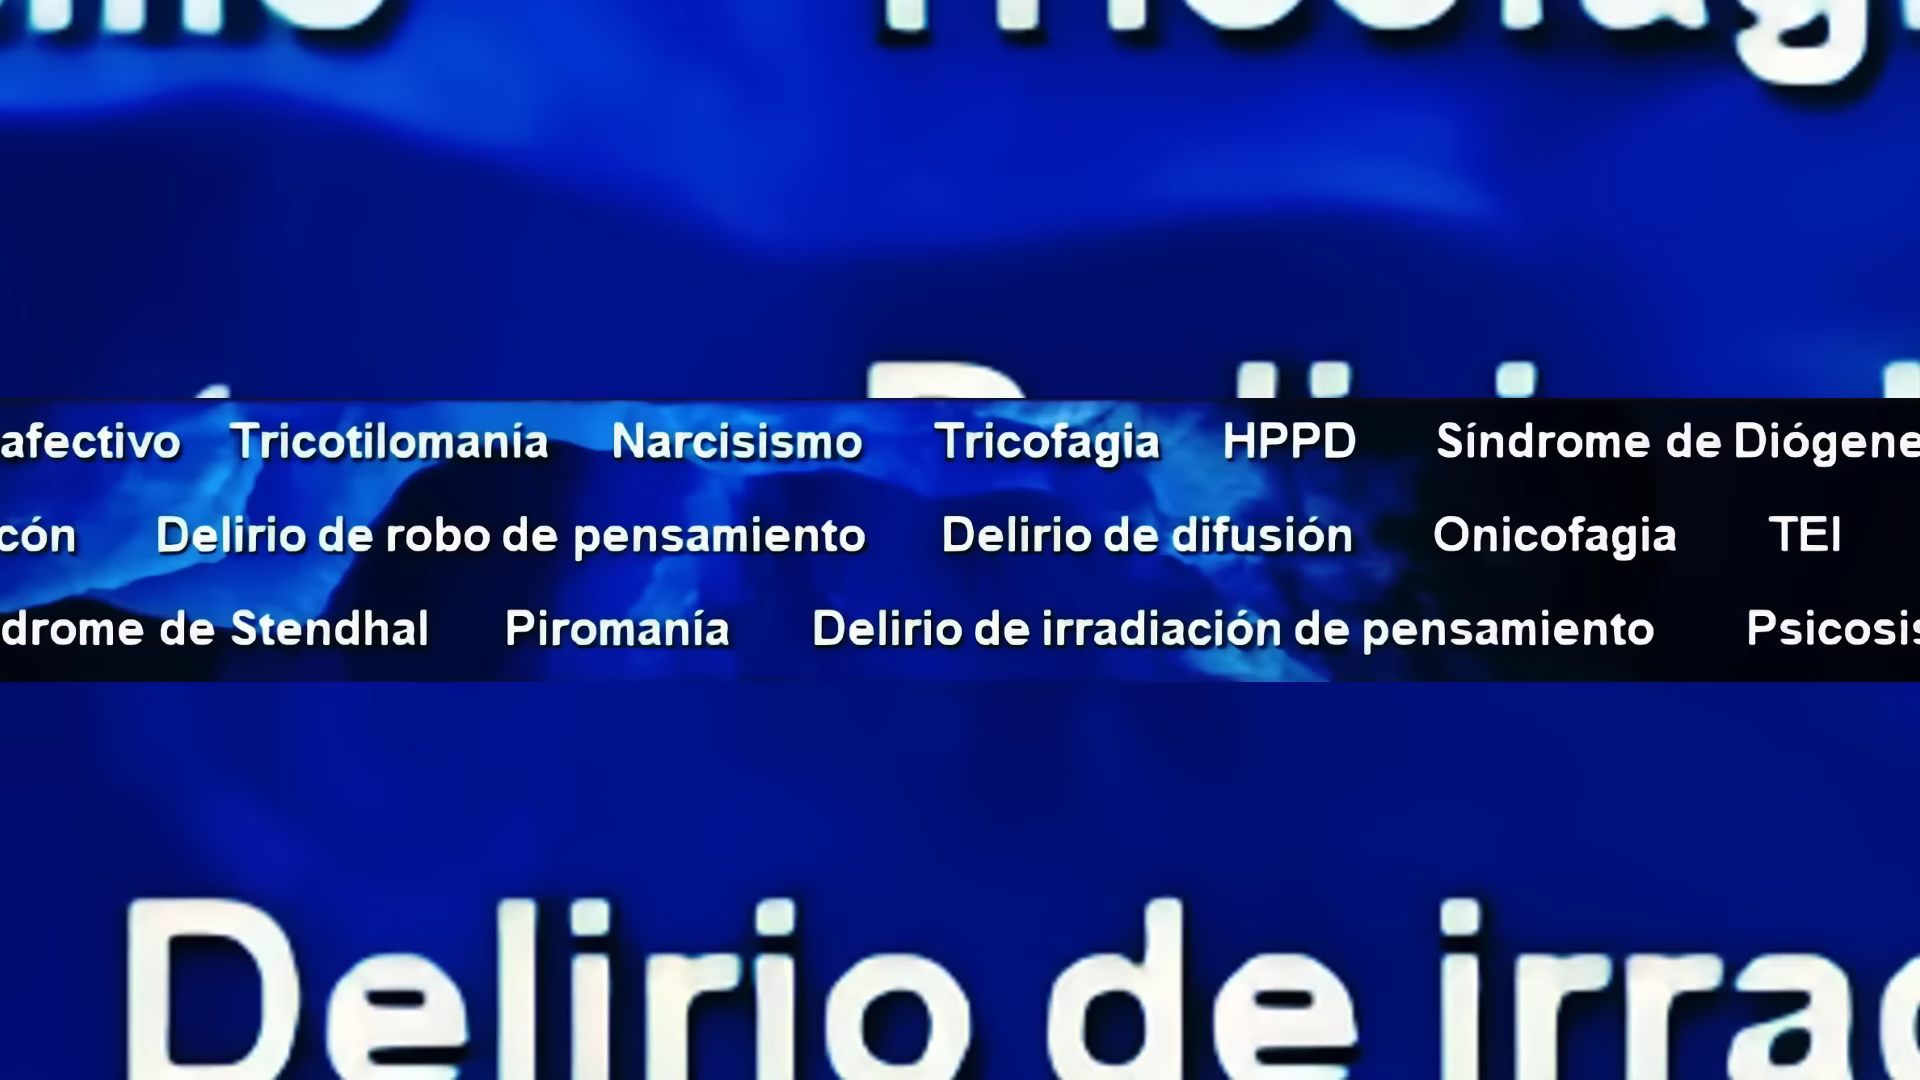 afectivo Tricotilomanía Narcisismo Tricofagia HPPD Síndrome de Diógene
cón Delirio de robo de pensamiento Delirio de difusión Onicofagia TEI
drome de Stendhal Piromanía Delirio de irradiación de pensamiento Psicosis
Delirio de irrad